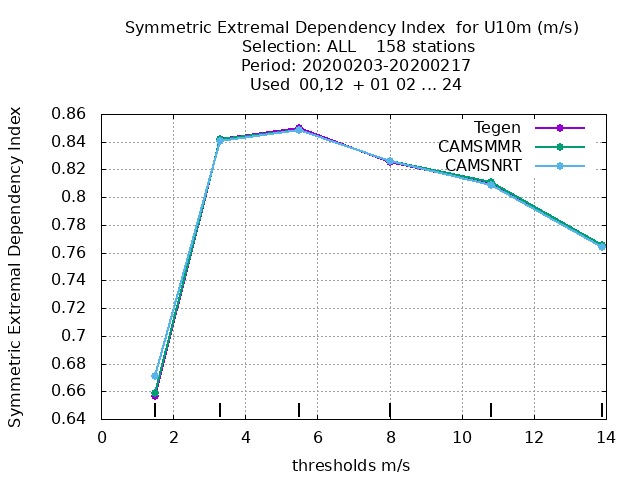 Symmetric Extremal Dependency Index  for U10m (m/s)
Selection: ALL    158 stations
Period: 20200203-20200217
Used  00,12  + 01 02 ... 24
Symmetric Extremal Dependency Index
0.86
0.84
0.82
0.8
0.78
0.76
0.74
0.72
0.7
0.68
0.66
0.64
Tegen
CAMSMMR
CAMSNRT
0 2 4 6 8 10 12 14
thresholds m/s